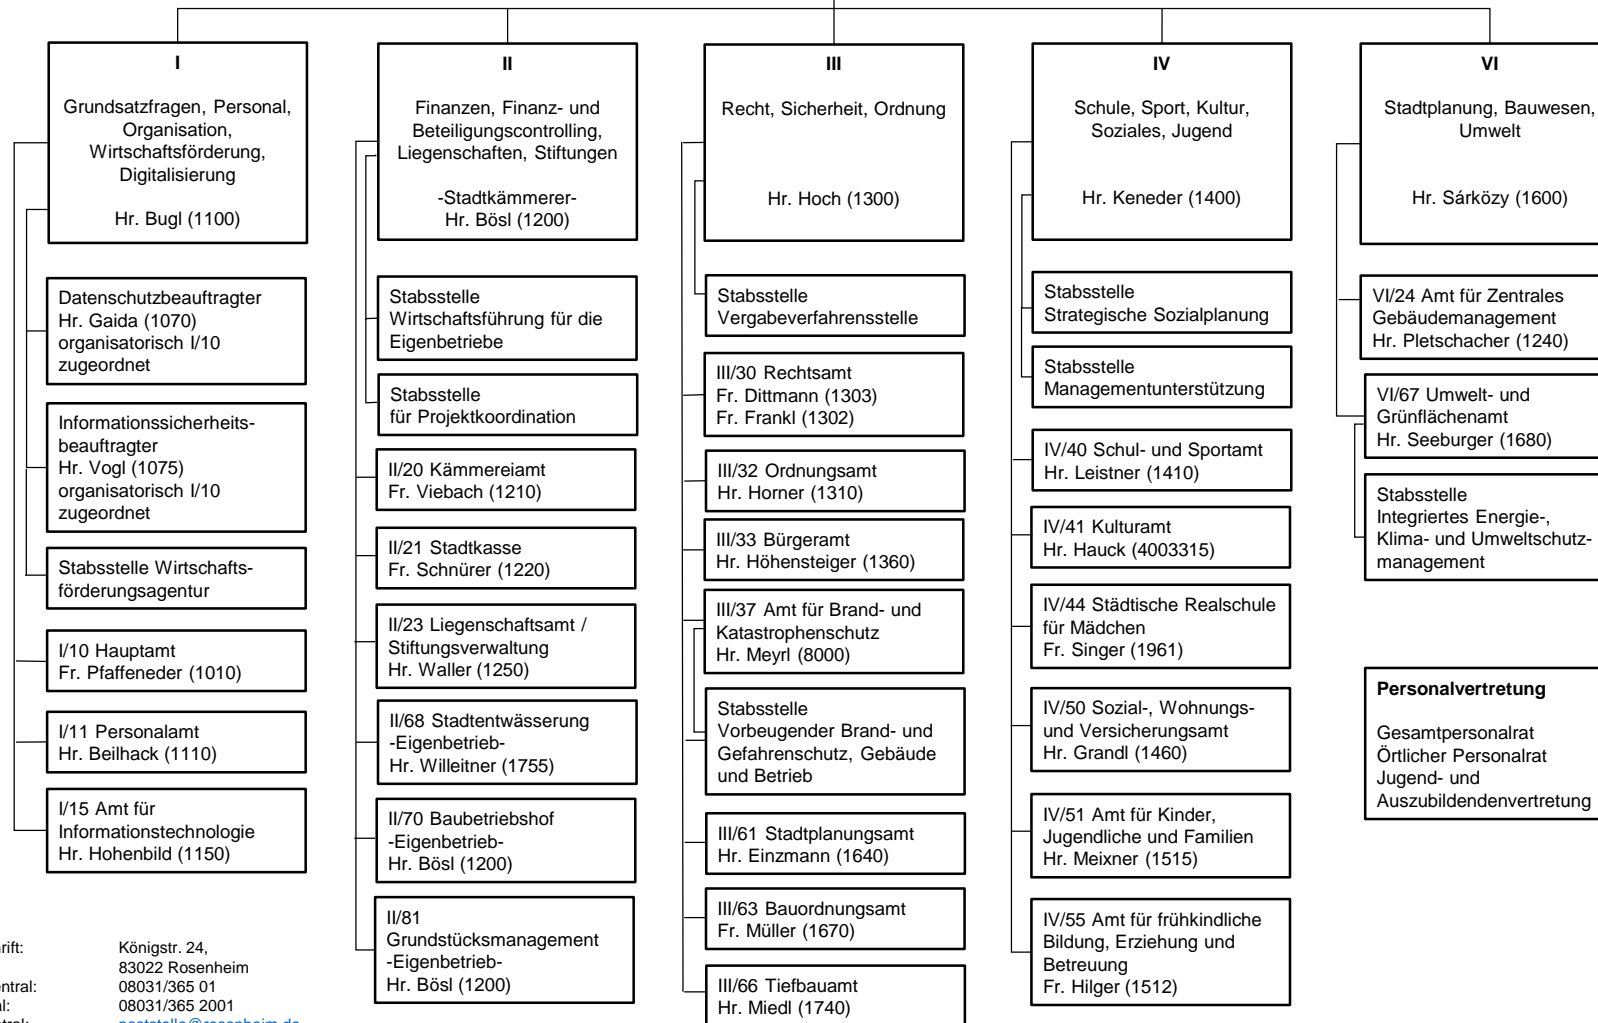 I
Grundsatzfragen, Personal,
Organisation,
Wirtschaftsförderung,
Digitalisierung
Hr. Bugl (1100)
Datenschutzbeauftragter
Hr. Gaida (1070)
organisatorisch I/10
zugeordnet
Informationssicherheits-
beauftragter
Hr. Vogl (1075)
organisatorisch I/10
zugeordnet
Stabsstelle Wirtschafts-
förderungsagentur
I/10 Hauptamt
Fr. Pfaffeneder (1010)
I/11 Personalamt
Hr. Beilhack (1110)
I/15 Amt für
Informationstechnologie
Hr. Hohenbild (1150)
II
Finanzen, Finanz- und
Beteiligungscontrolling,
Liegenschaften, Stiftungen
-Stadtkämmerer-
Hr. Bösl (1200)
Stabsstelle
Wirtschaftsführung für die
Eigenbetriebe
Stabsstelle
für Projektkoordination
II/20 Kämmereiamt
Fr. Viebach (1210)
II/21 Stadtkasse
Fr. Schnürer (1220)
II/23 Liegenschaftsamt /
Stiftungsverwaltung
Hr. Waller (1250)
II/68 Stadtentwässerung
-Eigenbetrieb-
Hr. Willeitner (1755)
II/70 Baubetriebshof
-Eigenbetrieb-
Hr. Bösl (1200)
II/81
Grundstücksmanagement
-Eigenbetrieb-
Hr. Bösl (1200)
III
Recht, Sicherheit, Ordnung
Hr. Hoch (1300)
Stabsstelle
Vergabeverfahrensstelle
III/30 Rechtsamt
Fr. Dittmann (1303)
Fr. Frankl (1302)
III/32 Ordnungsamt
Hr. Horner (1310)
III/33 Bürgeramt
Hr. Höhensteiger (1360)
III/37 Amt für Brand- und
Katastrophenschutz
Hr. Meyrl (8000)
Stabsstelle
Vorbeugender Brand- und
Gefahrenschutz, Gebäude
und Betrieb
III/61 Stadtplanungsamt
Hr. Einzmann (1640)
III/63 Bauordnungsamt
Fr. Müller (1670)
III/66 Tiefbauamt
Hr. Miedl (1740)
IV
Schule, Sport, Kultur,
Soziales, Jugend
Hr. Keneder (1400)
Stabsstelle
Strategische Sozialplanung
Stabsstelle
Managementunterstützung
IV/40 Schul- und Sportamt
Hr. Leistner (1410)
IV/41 Kulturamt
Hr. Hauck (4003315)
IV/44 Städtische Realschule
für Mädchen
Fr. Singer (1961)
IV/50 Sozial-, Wohnungs-
und Versicherungsamt
Hr. Grandl (1460)
IV/51 Amt für Kinder,
Jugendliche und Familien
Hr. Meixner (1515)
IV/55 Amt für frühkindliche
Bildung, Erziehung und
Betreuung
Fr. Hilger (1512)
VI
Stadtplanung, Bauwesen,
Umwelt
Hr. Sárközy (1600)
VI/24 Amt für Zentrales
Gebäudemanagement
Hr. Pletschacher (1240)
VI/67 Umwelt- und
Grünflächenamt
Hr. Seeburger (1680)
Stabsstelle
Integriertes Energie-,
Klima- und Umweltschutz-
management
Personalvertretung
Gesamtpersonalrat
Örtlicher Personalrat
Jugend- und
Auszubildendenvertretung
rift: Königstr. 24,
83022 Rosenheim
entral: 08031/365 01
al: 08031/365 2001